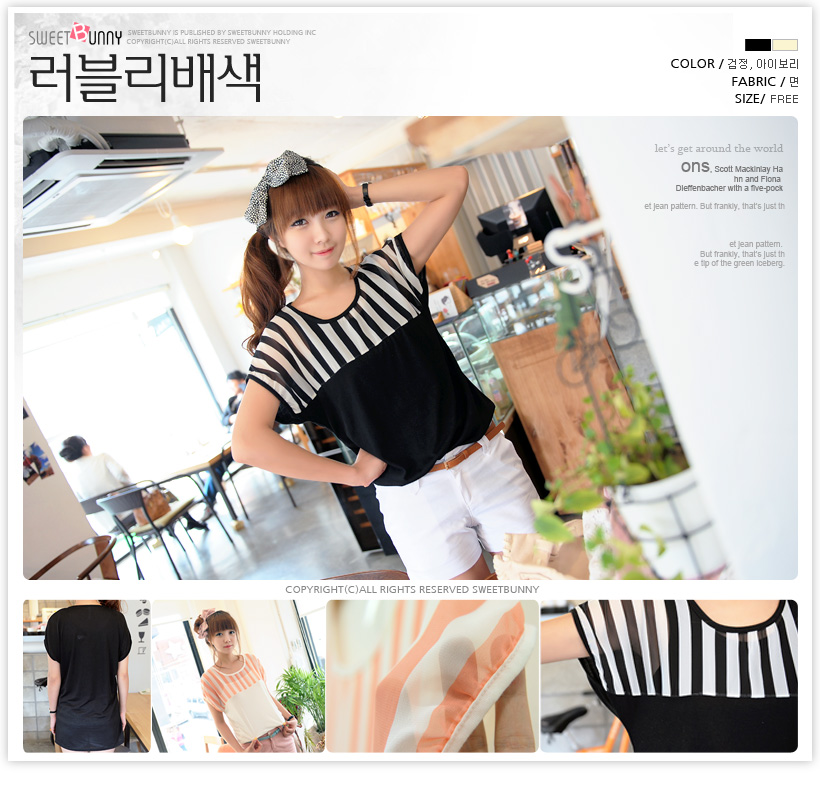 SWEETBUNNY
SWEETBUNNY IS PUBLISHED BY SWEETBUNNY HOLDING INC
COPYRIGHT(C)ALL RIGHTS RESERVED SWEETBUNNY
러블리배색
COLOR / 검정, 아이보리
FABRIC / 면
SIZE/ FREE
let's get around the world
ons, Scott Mackinlay Ha
hn and Fiona
Dieffenbacher with a five-pock
et jean pattern. But frankly, that's just th
et jean pattern.
But frankly, that's just th
e tip of the green iceberg.
COPYRIGHT(C)ALL RIGHTS RESERVED SWEETBUNNY